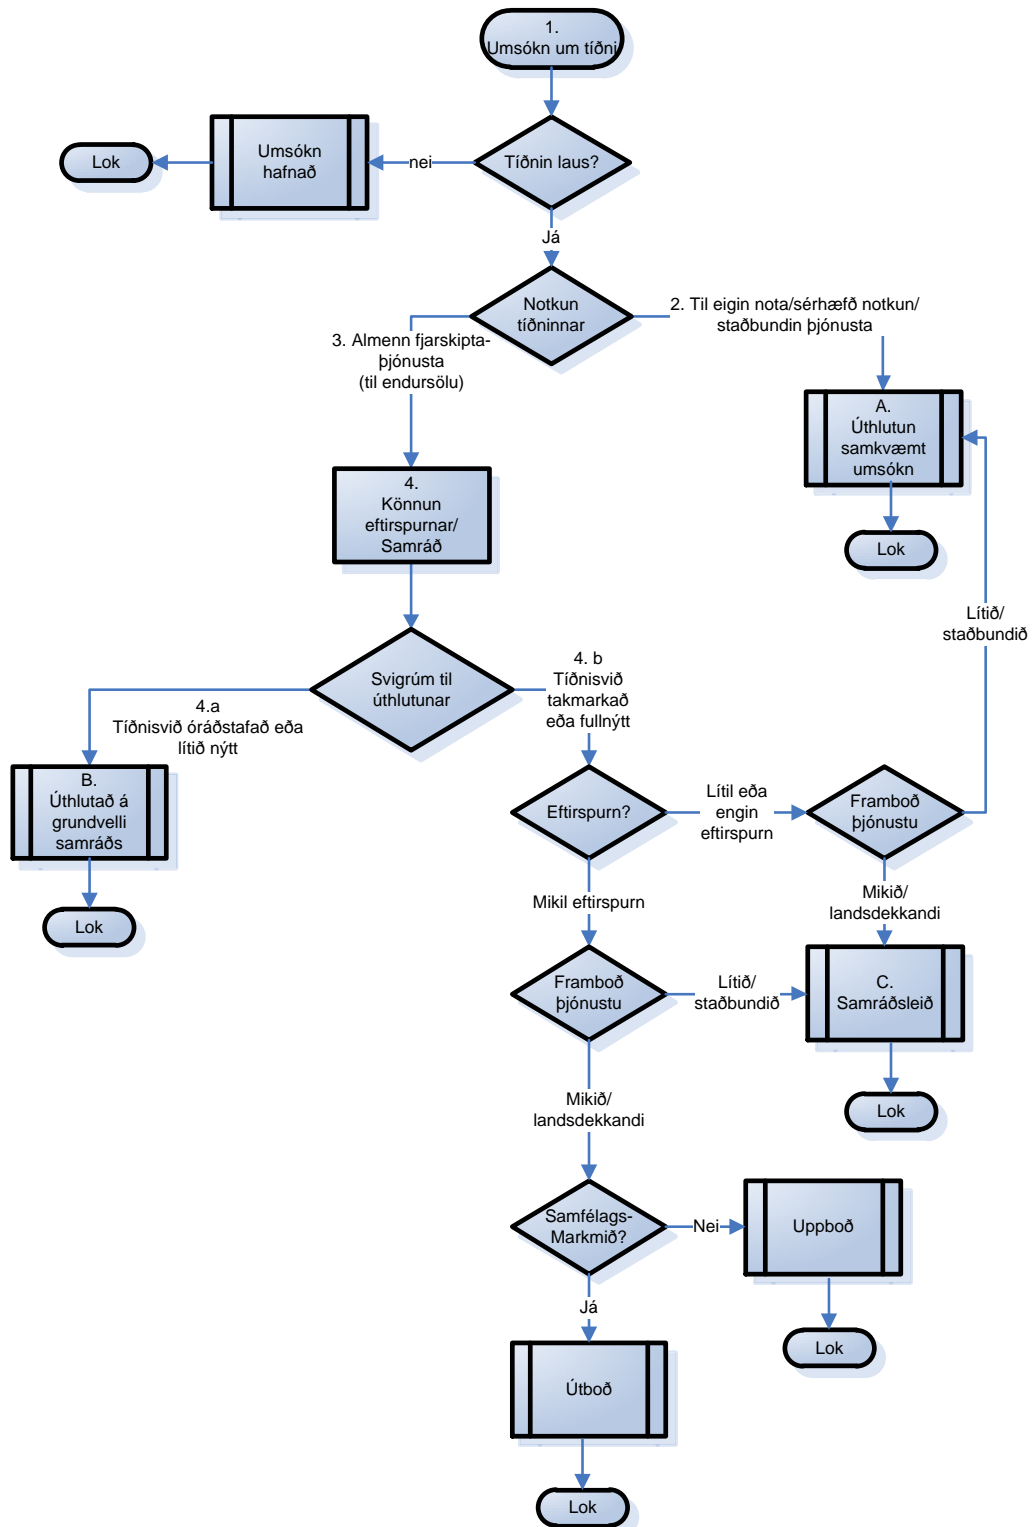 1.
Umsókn um tíðni
Tíðnin laus?
nei
Umsókn
hafnað
Lok
Já
Notkun
tíðninnar
2. Til eigin nota/sérhæfð notkun/
staðbundin þjónusta
3. Almenn fjarskipta-
þjónusta
(til endursölu)
A.
Úthlutun
samkvæmt
umsókn
Lok
4.
Könnun
eftirspurnar/
Samráð
Lítið/
staðbundið
Svigrúm til
úthlutunar
4.a
Tíðnisvið óráðstafað eða
lítið nýtt
4. b
Tíðnisvið
takmarkað
eða fullnýtt
B.
Úthlutað á
grundvelli
samráðs
Lok
Eftirspurn?
Lítil eða
engin
eftirspurn
Framboð
þjónustu
Mikil eftirspurn
Mikið/
landsdekkandi
Framboð
þjónustu
Lítið/
staðbundið
C.
Samráðsleið
Lok
Mikið/
landsdekkandi
Samfélags-
Markmið?
Nei
Uppboð
Lok
Já
Útboð
Lok